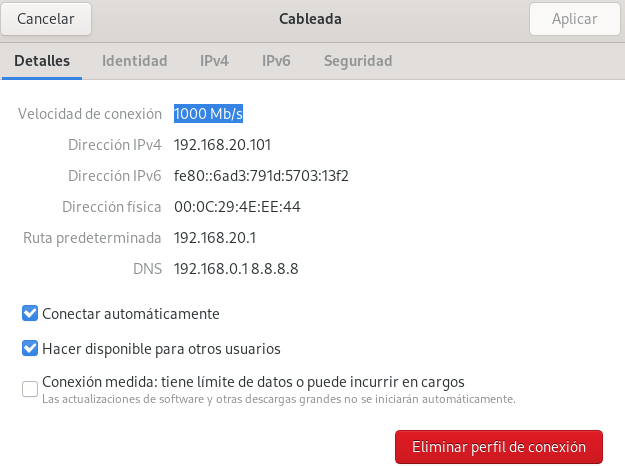 Cancelar Cableada Aplicar
Detalles Identidad IPv4 IPv6 Seguridad
Velocidad de conexión 1000 Mb/s
Dirección IPv4 192.168.20.101
Dirección IPv6 fe80::6ad3:791d:5703:13f2
Dirección física 00:0C:29:4E:EE:44
Ruta predeterminada 192.168.20.1
DNS 192.168.0.1 8.8.8.8
Conectar automáticamente
Hacer disponible para otros usuarios
Conexión medida: tiene límite de datos o puede incurrir en cargos
Las actualizaciones de software y otras descargas grandes no se iniciarán automáticamente.
Eliminar perfil de conexión